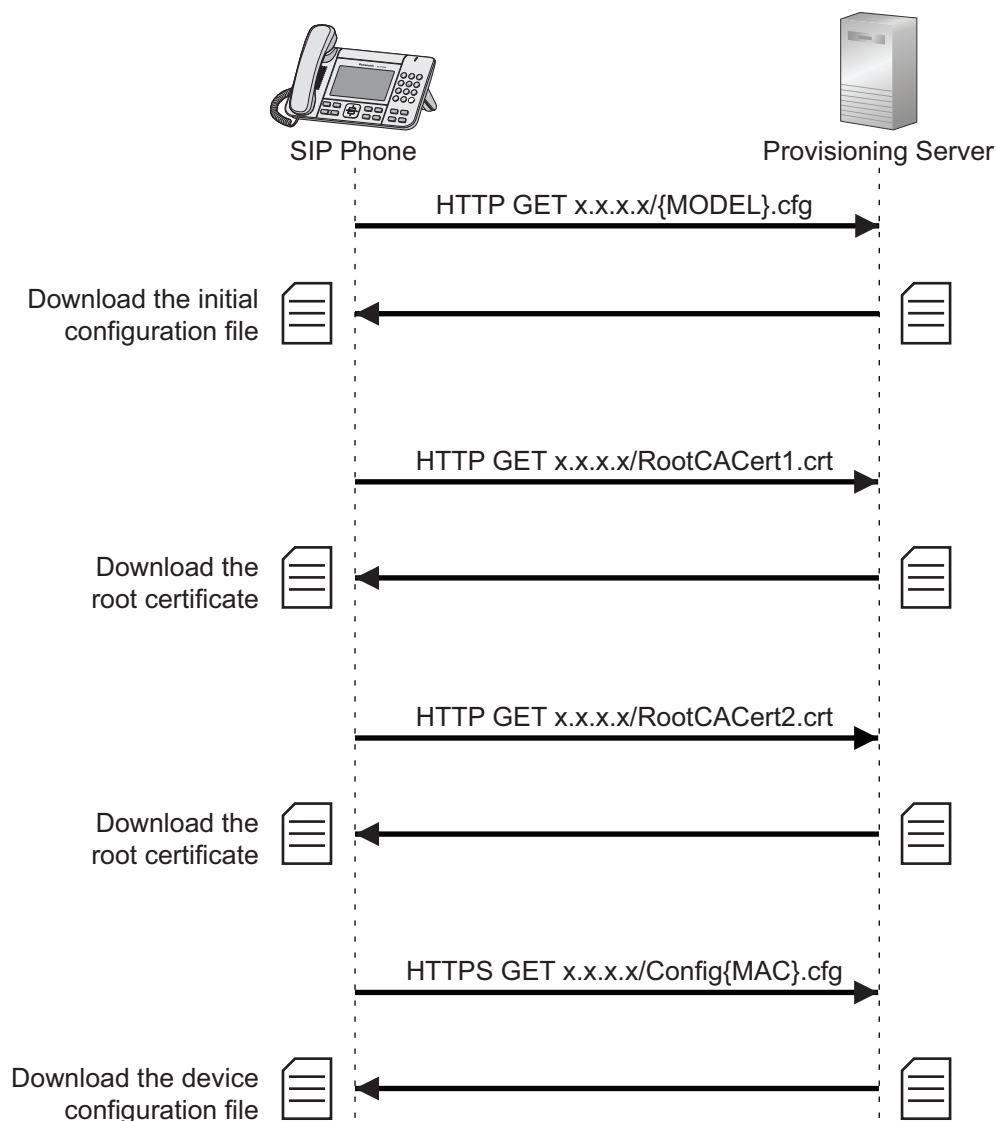 SIP Phone
Provisioning Server
HTTP GET x.x.x.x/{MODEL}.cfg
Download the initial
configuration file
HTTP GET x.x.x.x/RootCACert1.crt
Download the
root certificate
HTTP GET x.x.x.x/RootCACert2.crt
Download the
root certificate
HTTPS GET x.x.x.x/Config{MAC}.cfg
Download the device
configuration file